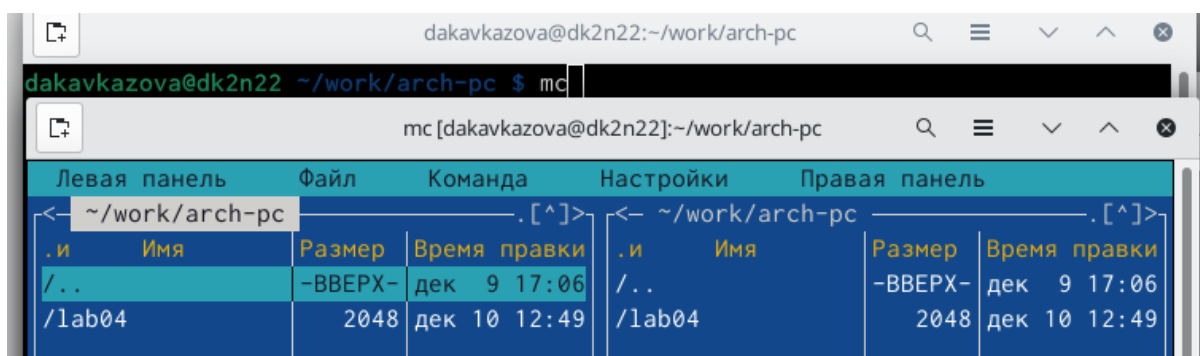 dakavkazova@dk2n22:~/work/arch-pc
dakavkazova@dk2n22 ~/work/arch-pc $ mc
mc [dakavkazova@dk2n22]:~/work/arch-pc
Левая панель Файл Команда Настройки Правая панель
<— ~/work/arch-pc —.[^]> <— ~/work/arch-pc —.[^]>
.и Имя Размер Время правки .и Имя Размер Время правки
/.. -ВВЕРХ- дек 9 17:06 /.. -ВВЕРХ- дек 9 17:06
/lab04 2048 дек 10 12:49 /lab04 2048 дек 10 12:49